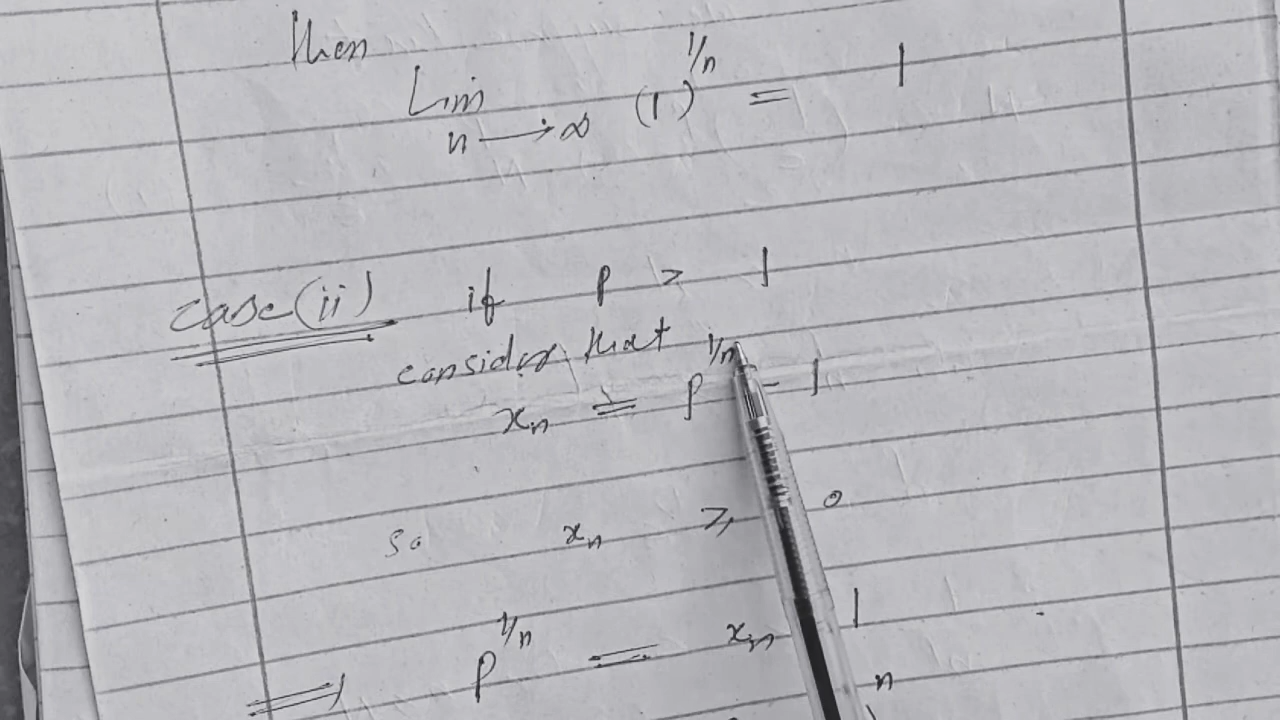 then
Lim (1)^1/n = 1
n → ∞
case (ii) if p > 1
consider that
xn = p^1/n - 1
so xn ≥ 0
⟹ p^1/n = xn 1
n